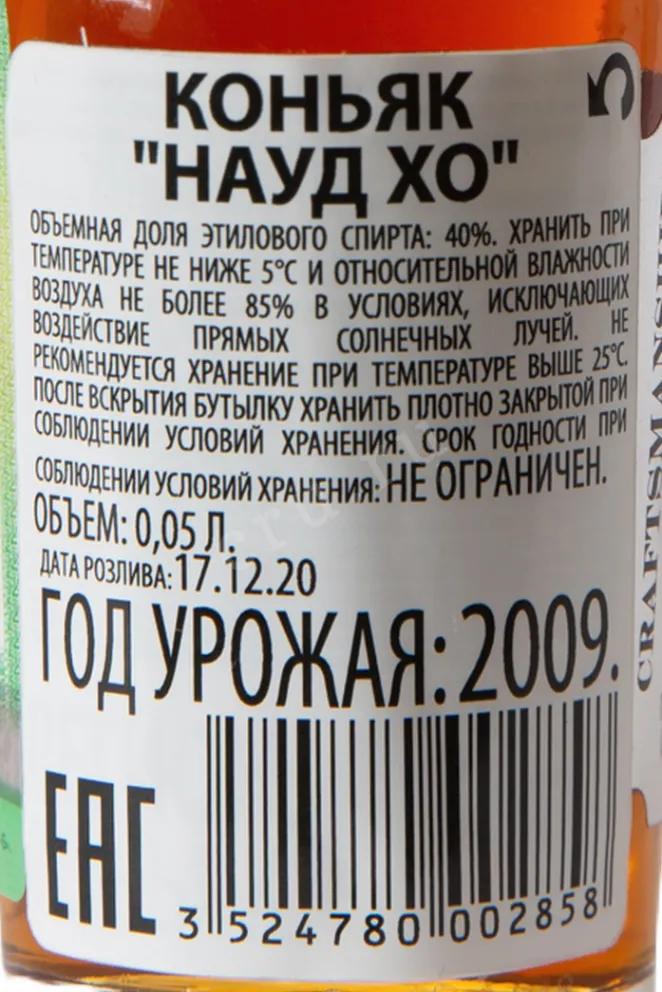 КОНЬЯК
"НАУД ХО"
5
ОБЪЕМНАЯ ДОЛЯ ЭТИЛОВОГО СПИРТА: 40%. ХРАНИТЬ ПРИ
ТЕМПЕРАТУРЕ НЕ НИЖЕ 5°С И ОТНОСИТЕЛЬНОЙ ВЛАЖНОСТИ
ВОЗДУХА НЕ БОЛЕЕ 85% В УСЛОВИЯХ, ИСКЛЮЧАЮЩИХ
ВОЗДЕЙСТВИЕ ПРЯМЫХ СОЛНЕЧНЫХ ЛУЧЕЙ. НЕ
РЕКОМЕНДУЕТСЯ ХРАНЕНИЕ ПРИ ТЕМПЕРАТУРЕ ВЫШЕ 25°С.
ПОСЛЕ ВСКРЫТИЯ БУТЫЛКУ ХРАНИТЬ ПЛОТНО ЗАКРЫТОЙ ПРИ
СОБЛЮДЕНИИ УСЛОВИЙ ХРАНЕНИЯ. СРОК ГОДНОСТИ ПРИ
СОБЛЮДЕНИИ УСЛОВИЙ ХРАНЕНИЯ: НЕ ОГРАНИЧЕН.
ОБЪЕМ: 0,05 Л.
ДАТА РОЗЛИВА: 17.12.20
ГОД УРОЖАЯ: 2009.
EAC
3 524780 002858